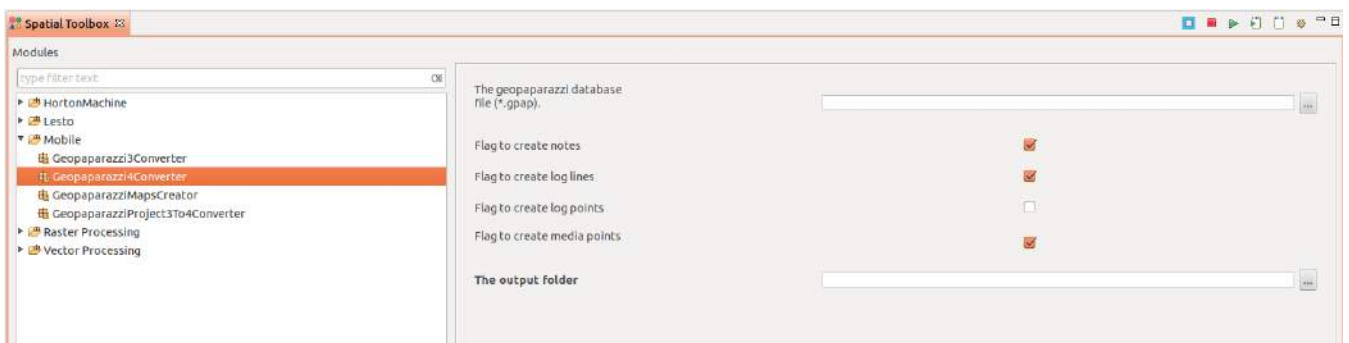 Spatial Toolbox
Modules
type filter text
HortonMachine
Lesto
Mobile
Geopaparazzi3Converter
Geopaparazzi4Converter
GeopaparazziMapsCreator
GeopaparazziProject3To4Converter
Raster Processing
Vector Processing
The geopaparazzi database
file (*.gpap).
...
Flag to create notes
Flag to create log lines
Flag to create log points
Flag to create media points
The output folder
...